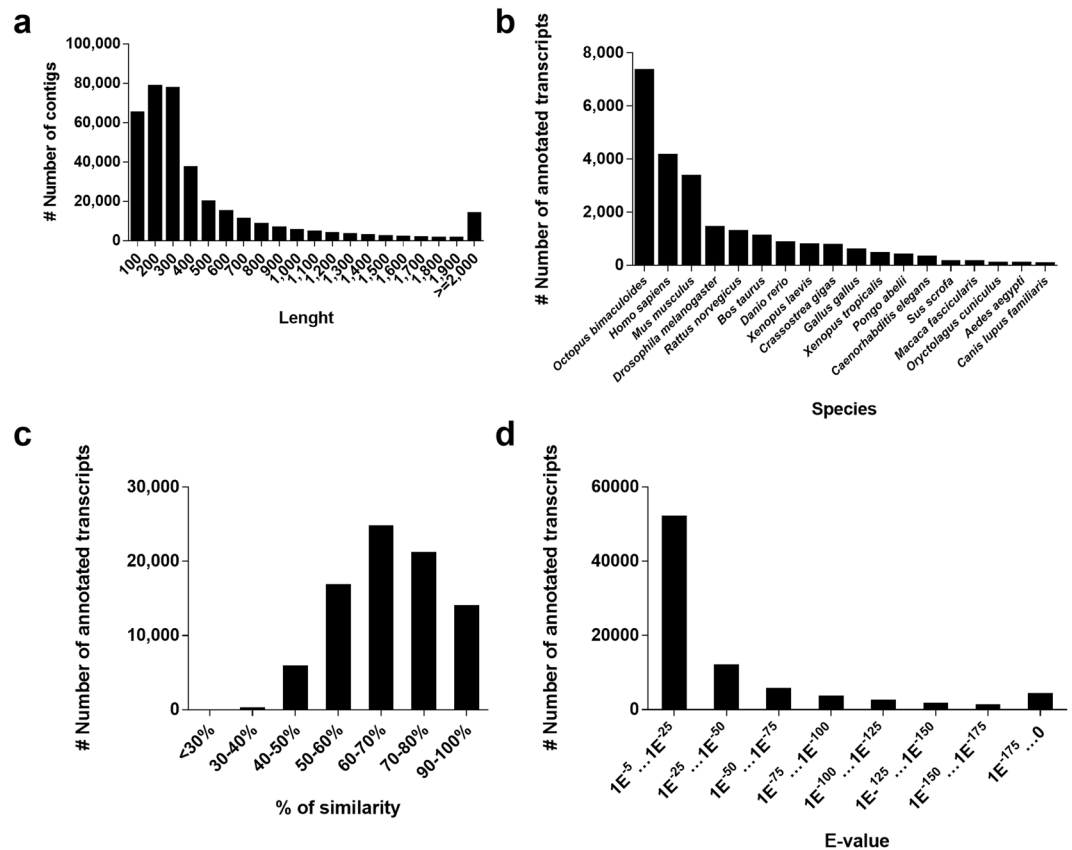 a
# Number of contigs
100,000
80,000
60,000
40,000
20,000
0
100
200
300
400
500
600
700
800
900
1,000
1,100
1,200
1,300
1,400
1,500
1,600
1,700
1,800
1,900
>=2,000
Lenght
b
# Number of annotated transcripts
8,000
6,000
4,000
2,000
0
Octopus bimaculoides
Homo sapiens
Mus musculus
Drosophila melanogaster
Rattus norvegicus
Bos taurus
Danio rerio
Xenopus laevis
Crassostrea gigas
Gallus gallus
Xenopus tropicalis
Pongo abelii
Caenorhabditis elegans
Sus scrofa
Macaca fascicularis
Oryctolagus cuniculus
Aedes aegypti
Canis lupus familiaris
Species
c
# Number of annotated transcripts
30,000
20,000
10,000
0
<30%
30-40%
40-50%
50-60%
60-70%
70-80%
90-100%
% of similarity
d
# Number of annotated transcripts
60000
40000
20000
0
1E⁻⁵ …1E⁻²⁵
1E⁻²⁵ …1E⁻⁵⁰
1E⁻⁵⁰ …1E⁻⁷⁵
1E⁻⁷⁵ …1E⁻¹⁰⁰
1E⁻¹⁰⁰ …1E⁻¹²⁵
1E-¹²⁵ …1E⁻¹⁵⁰
1E⁻¹⁵⁰ …1E⁻¹⁷⁵
1E⁻¹⁷⁵ …0
E-value